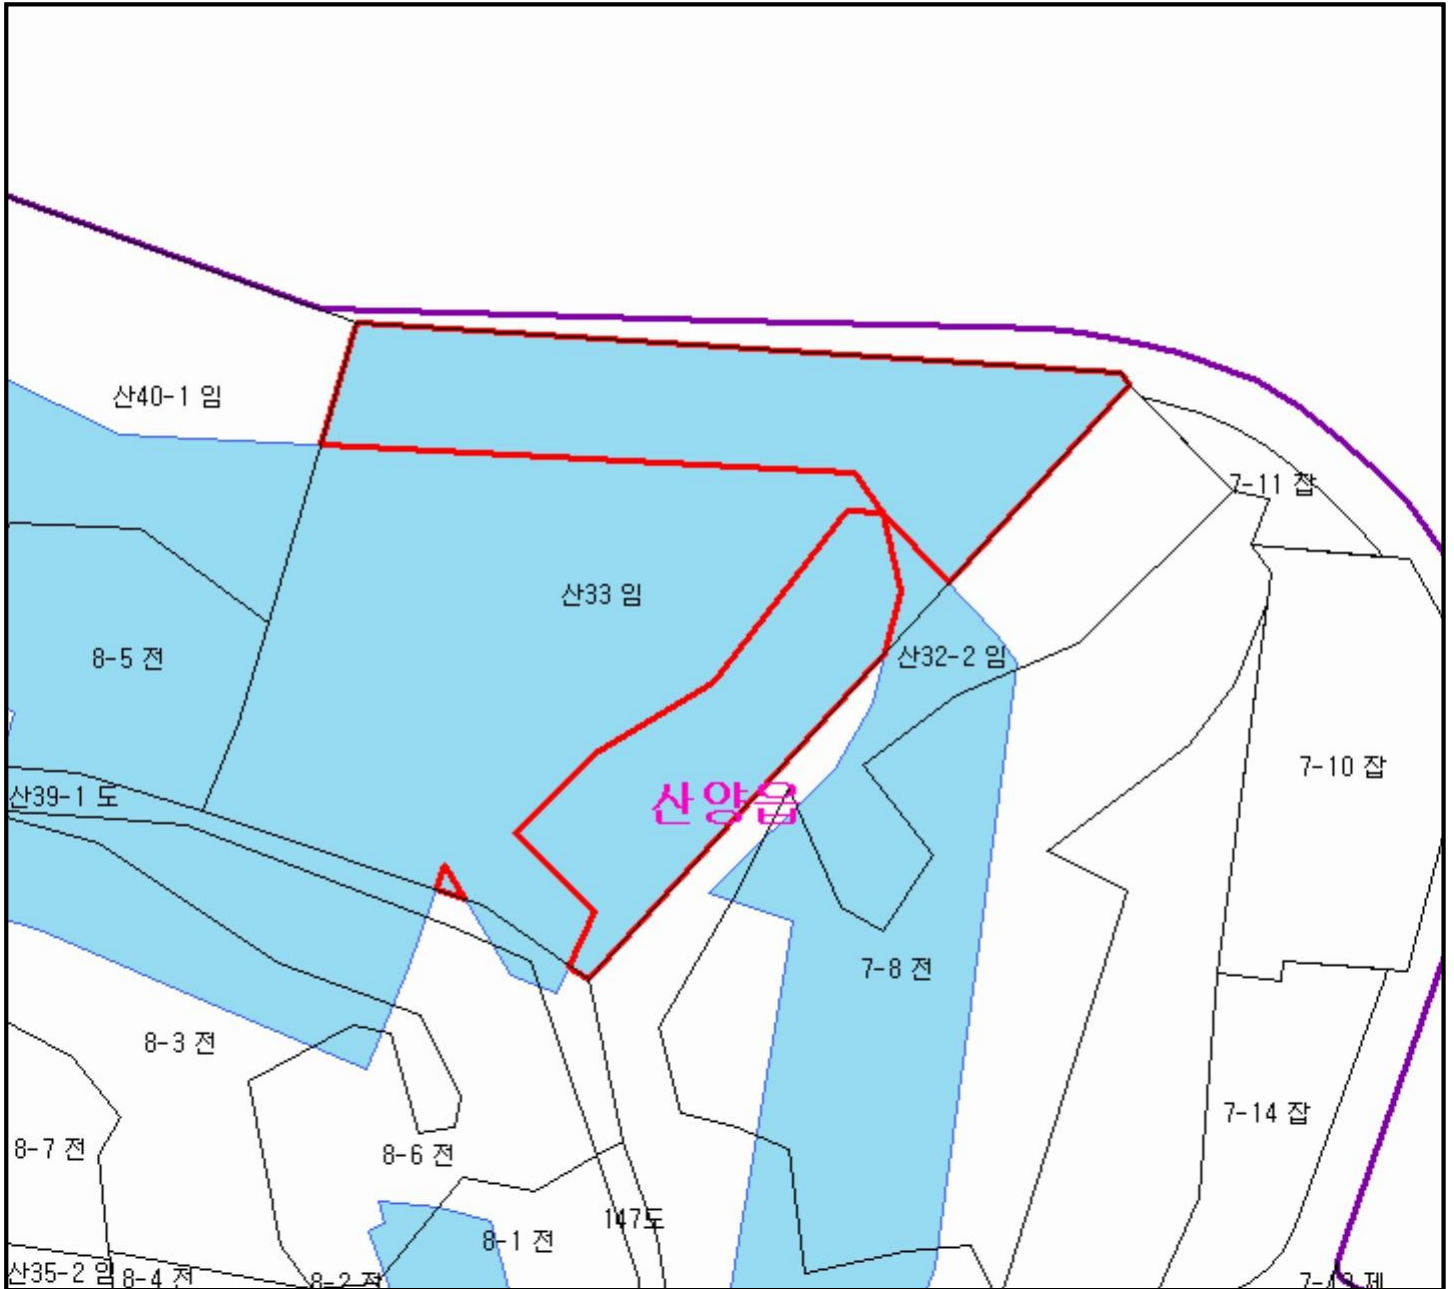 산40-1 임
7-11 잡
산33 임
8-5 전
산32-2 임
7-10 잡
산39-1 도
산양읍
7-8 전
8-3 전
7-14 잡
8-7 전
8-6 전
147도
8-1 전
산35-2 임
8-4 전
8-2 전